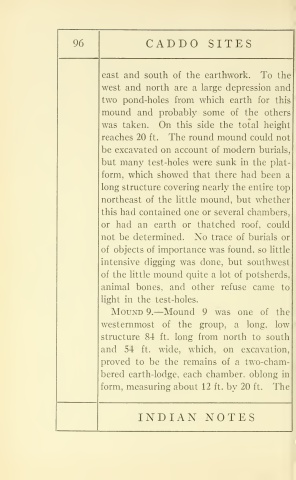 96
CADDO SITES
east and south of the earthwork. To the
west and north are a large depression and
two pond-holes from which earth for this
mound and probably some of the others
was taken. On this side the total height
reaches 20 ft. The round mound could not
be excavated on account of modern burials,
but many test-holes were sunk in the plat-
form, which showed that there had been a
long structure covering nearly the entire top
northeast of the little mound, but whether
this had contained one or several chambers,
or had an earth or thatched roof, could
not be determined. No trace of burials or
of objects of importance was found, so little
intensive digging was done, but southwest
of the little mound quite a lot of potsherds,
animal bones, and other refuse came to
light in the test-holes.
MOUND 9.—Mound 9 was one of the
westernmost of the group, a long, low
structure 84 ft. long from north to south
and 54 ft. wide, which, on excavation,
proved to be the remains of a two-cham-
bered earth-lodge, each chamber, oblong in
form, measuring about 12 ft. by 20 ft. The
INDIAN NOTES